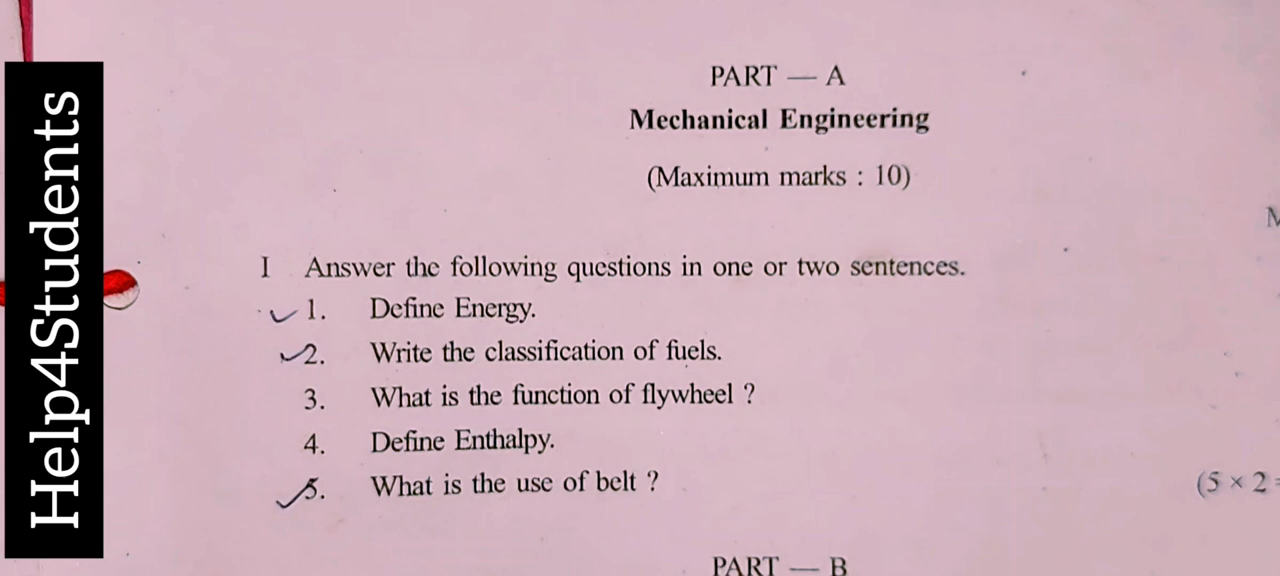 Help4Students
PART — A
Mechanical Engineering
(Maximum marks : 10)
I Answer the following questions in one or two sentences.
1. Define Energy.
2. Write the classification of fuels.
3. What is the function of flywheel ?
4. Define Enthalpy.
5. What is the use of belt ?
(5 × 2 =
PART — B